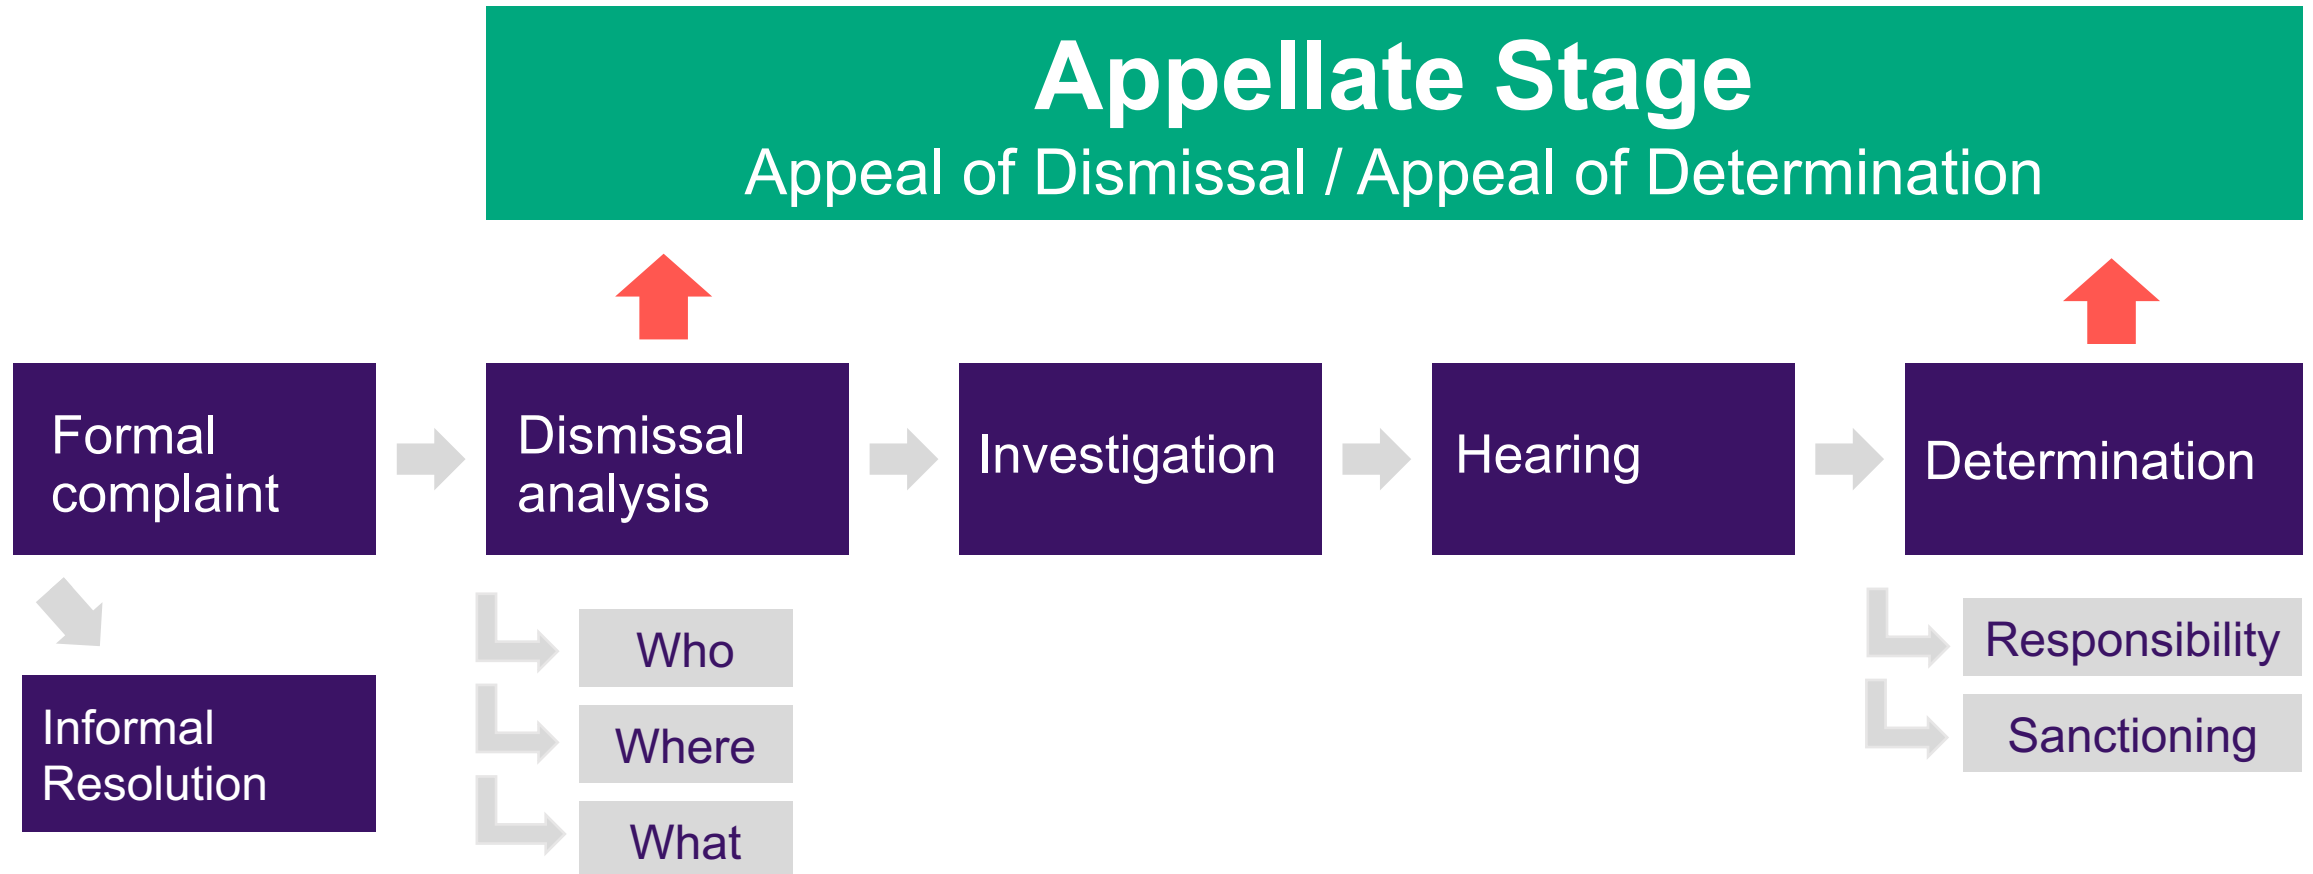 Appellate Stage
Appeal of Dismissal / Appeal of Determination
Formal
complaint
Dismissal
analysis
Investigation
Hearing
Determination
Informal
Resolution
Who
Where
What
Responsibility
Sanctioning